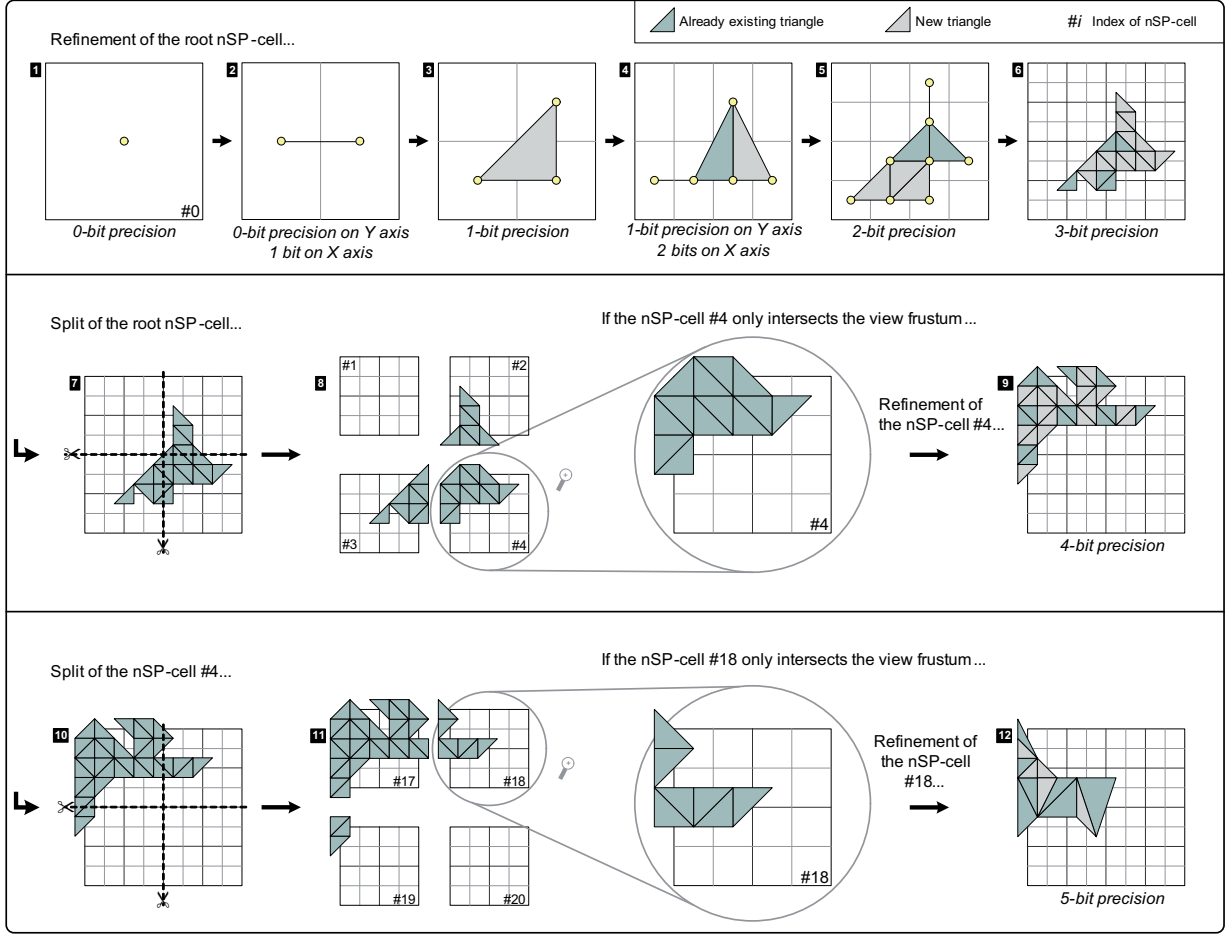 Already existing triangle
New triangle
#i Index of nSP-cell
Refinement of the root nSP-cell...
1
2
3
4
5
6
#0
0-bit precision
0-bit precision on Y axis
1 bit on X axis
1-bit precision
1-bit precision on Y axis
2 bits on X axis
2-bit precision
3-bit precision
Split of the root nSP-cell...
If the nSP-cell #4 only intersects the view frustum...
7
8
#1
#2
#3
#4
#4
Refinement of
the nSP-cell #4...
9
4-bit precision
Split of the nSP-cell #4...
If the nSP-cell #18 only intersects the view frustum...
10
11
#17
#18
#19
#20
#18
Refinement of
the nSP-cell
#18...
12
5-bit precision